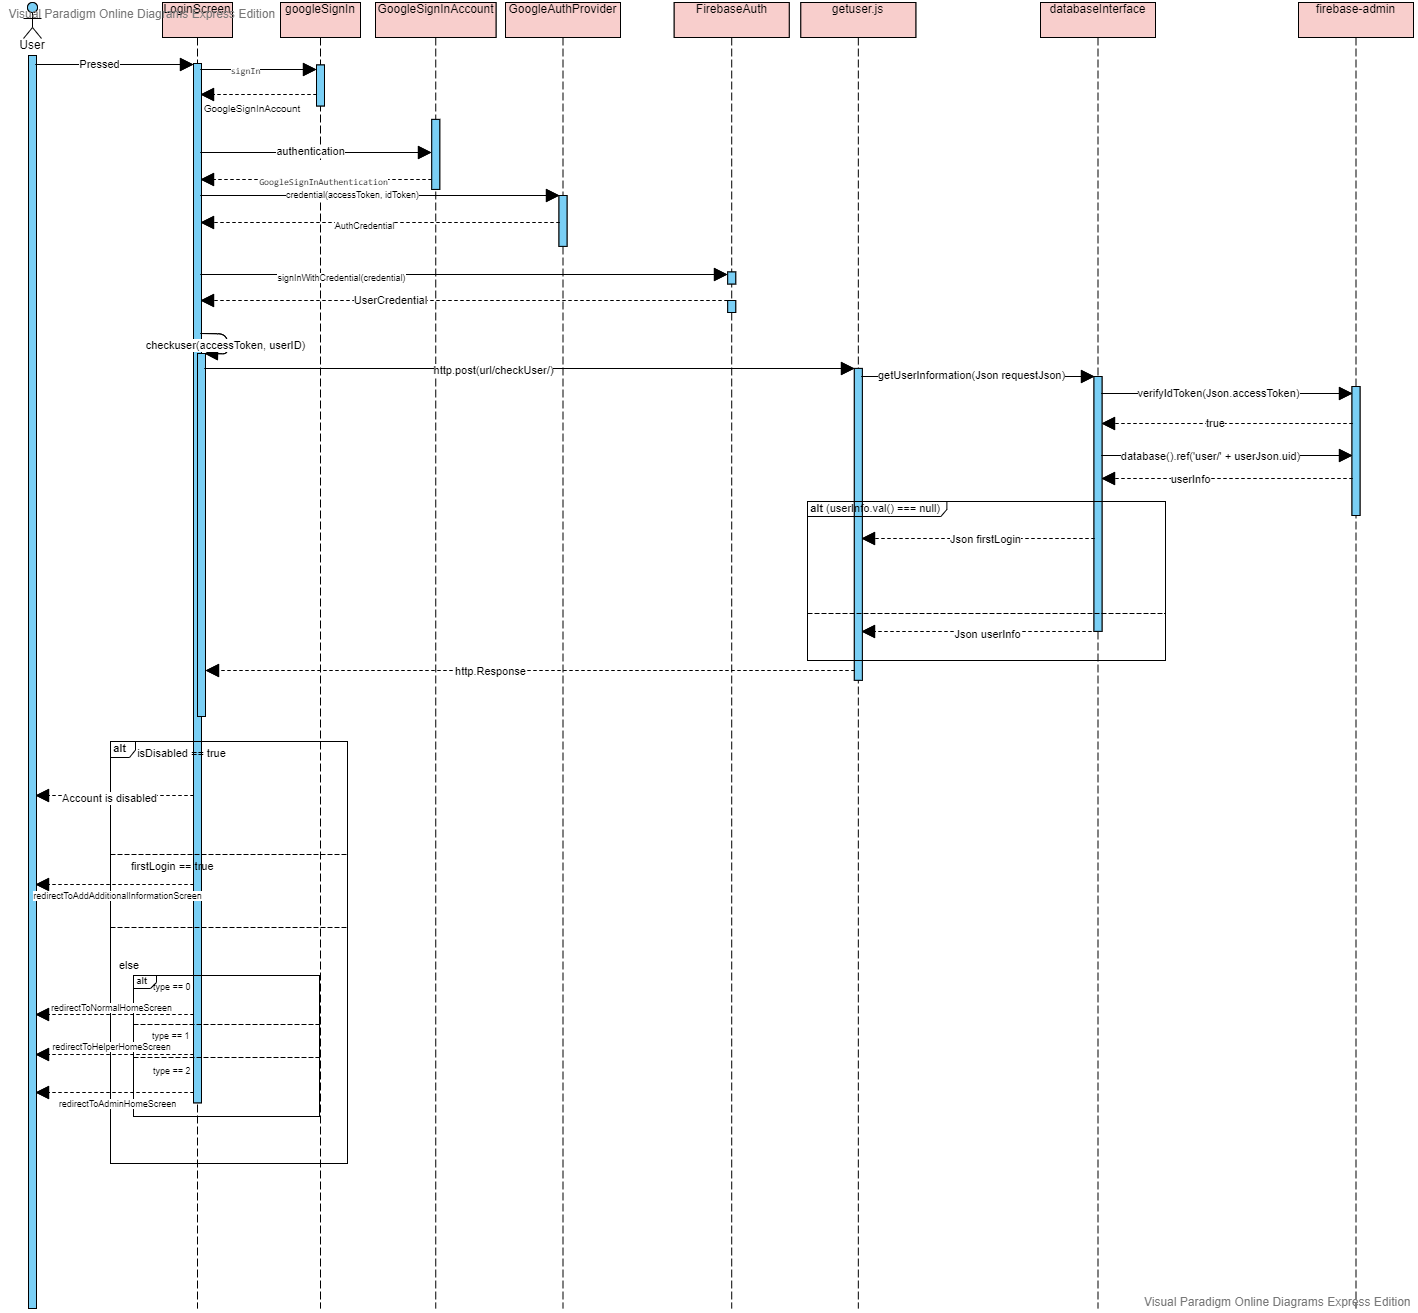 Visual Paradigm Online Diagrams Express Edition
LoginScreen
googleSignIn
GoogleSignInAccount
GoogleAuthProvider
FirebaseAuth
getuser.js
databaseInterface
firebase-admin
User
Pressed
signIn
GoogleSignInAccount
authentication
GoogleSignInAuthentication
credential(accessToken, idToken)
AuthCredential
signInWithCredential(credential)
UserCredential
checkuser(accessToken, userID)
http.post(url/checkUser/)
getUserInformation(Json requestJson)
verifyIdToken(Json.accessToken)
true
database().ref('user/' + userJson.uid)
userInfo
alt (userInfo.val() === null)
Json firstLogin
Json userInfo
http.Response
alt
isDisabled == true
Account is disabled
firstLogin == true
redirectToAddAdditionalInformationScreen
else
alt
type == 0
redirectToNormalHomeScreen
type == 1
redirectToHelperHomeScreen
type == 2
redirectToAdminHomeScreen
Visual Paradigm Online Diagrams Express Edition